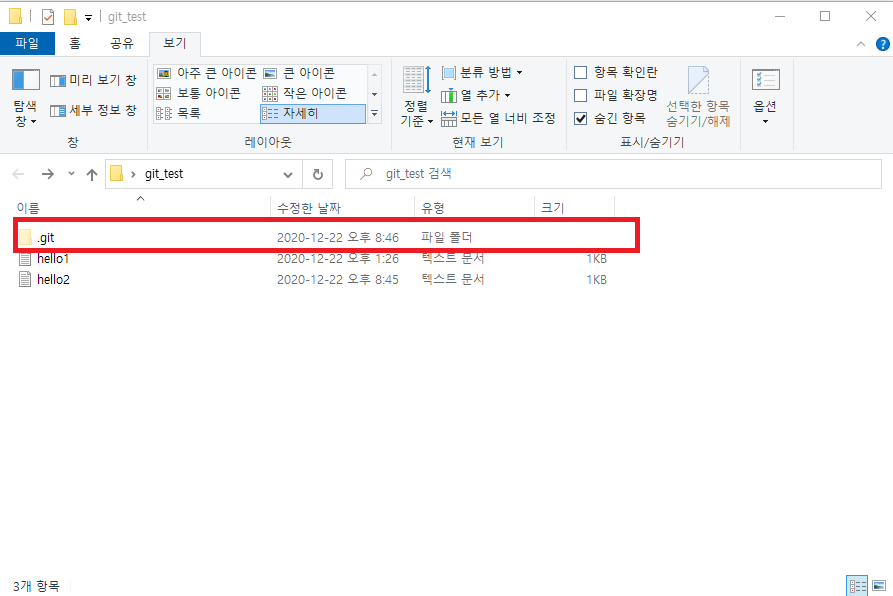 git_test
파일 홈 공유 보기
탐색 창
미리 보기 창
세부 정보 창
창
아주 큰 아이콘 큰 아이콘
보통 아이콘 작은 아이콘
목록 자세히
레이아웃
정렬 기준
분류 방법
열 추가
모든 열 너비 조정
현재 보기
항목 확인란
파일 확장명
숨긴 항목
선택한 항목
숨기기/해제
표시/숨기기
옵션
git_test
git_test 검색
이름 수정한 날짜 유형 크기
.git 2020-12-22 오후 8:46 파일 폴더
hello1 2020-12-22 오후 1:26 텍스트 문서 1KB
hello2 2020-12-22 오후 8:45 텍스트 문서 1KB
3개 항목